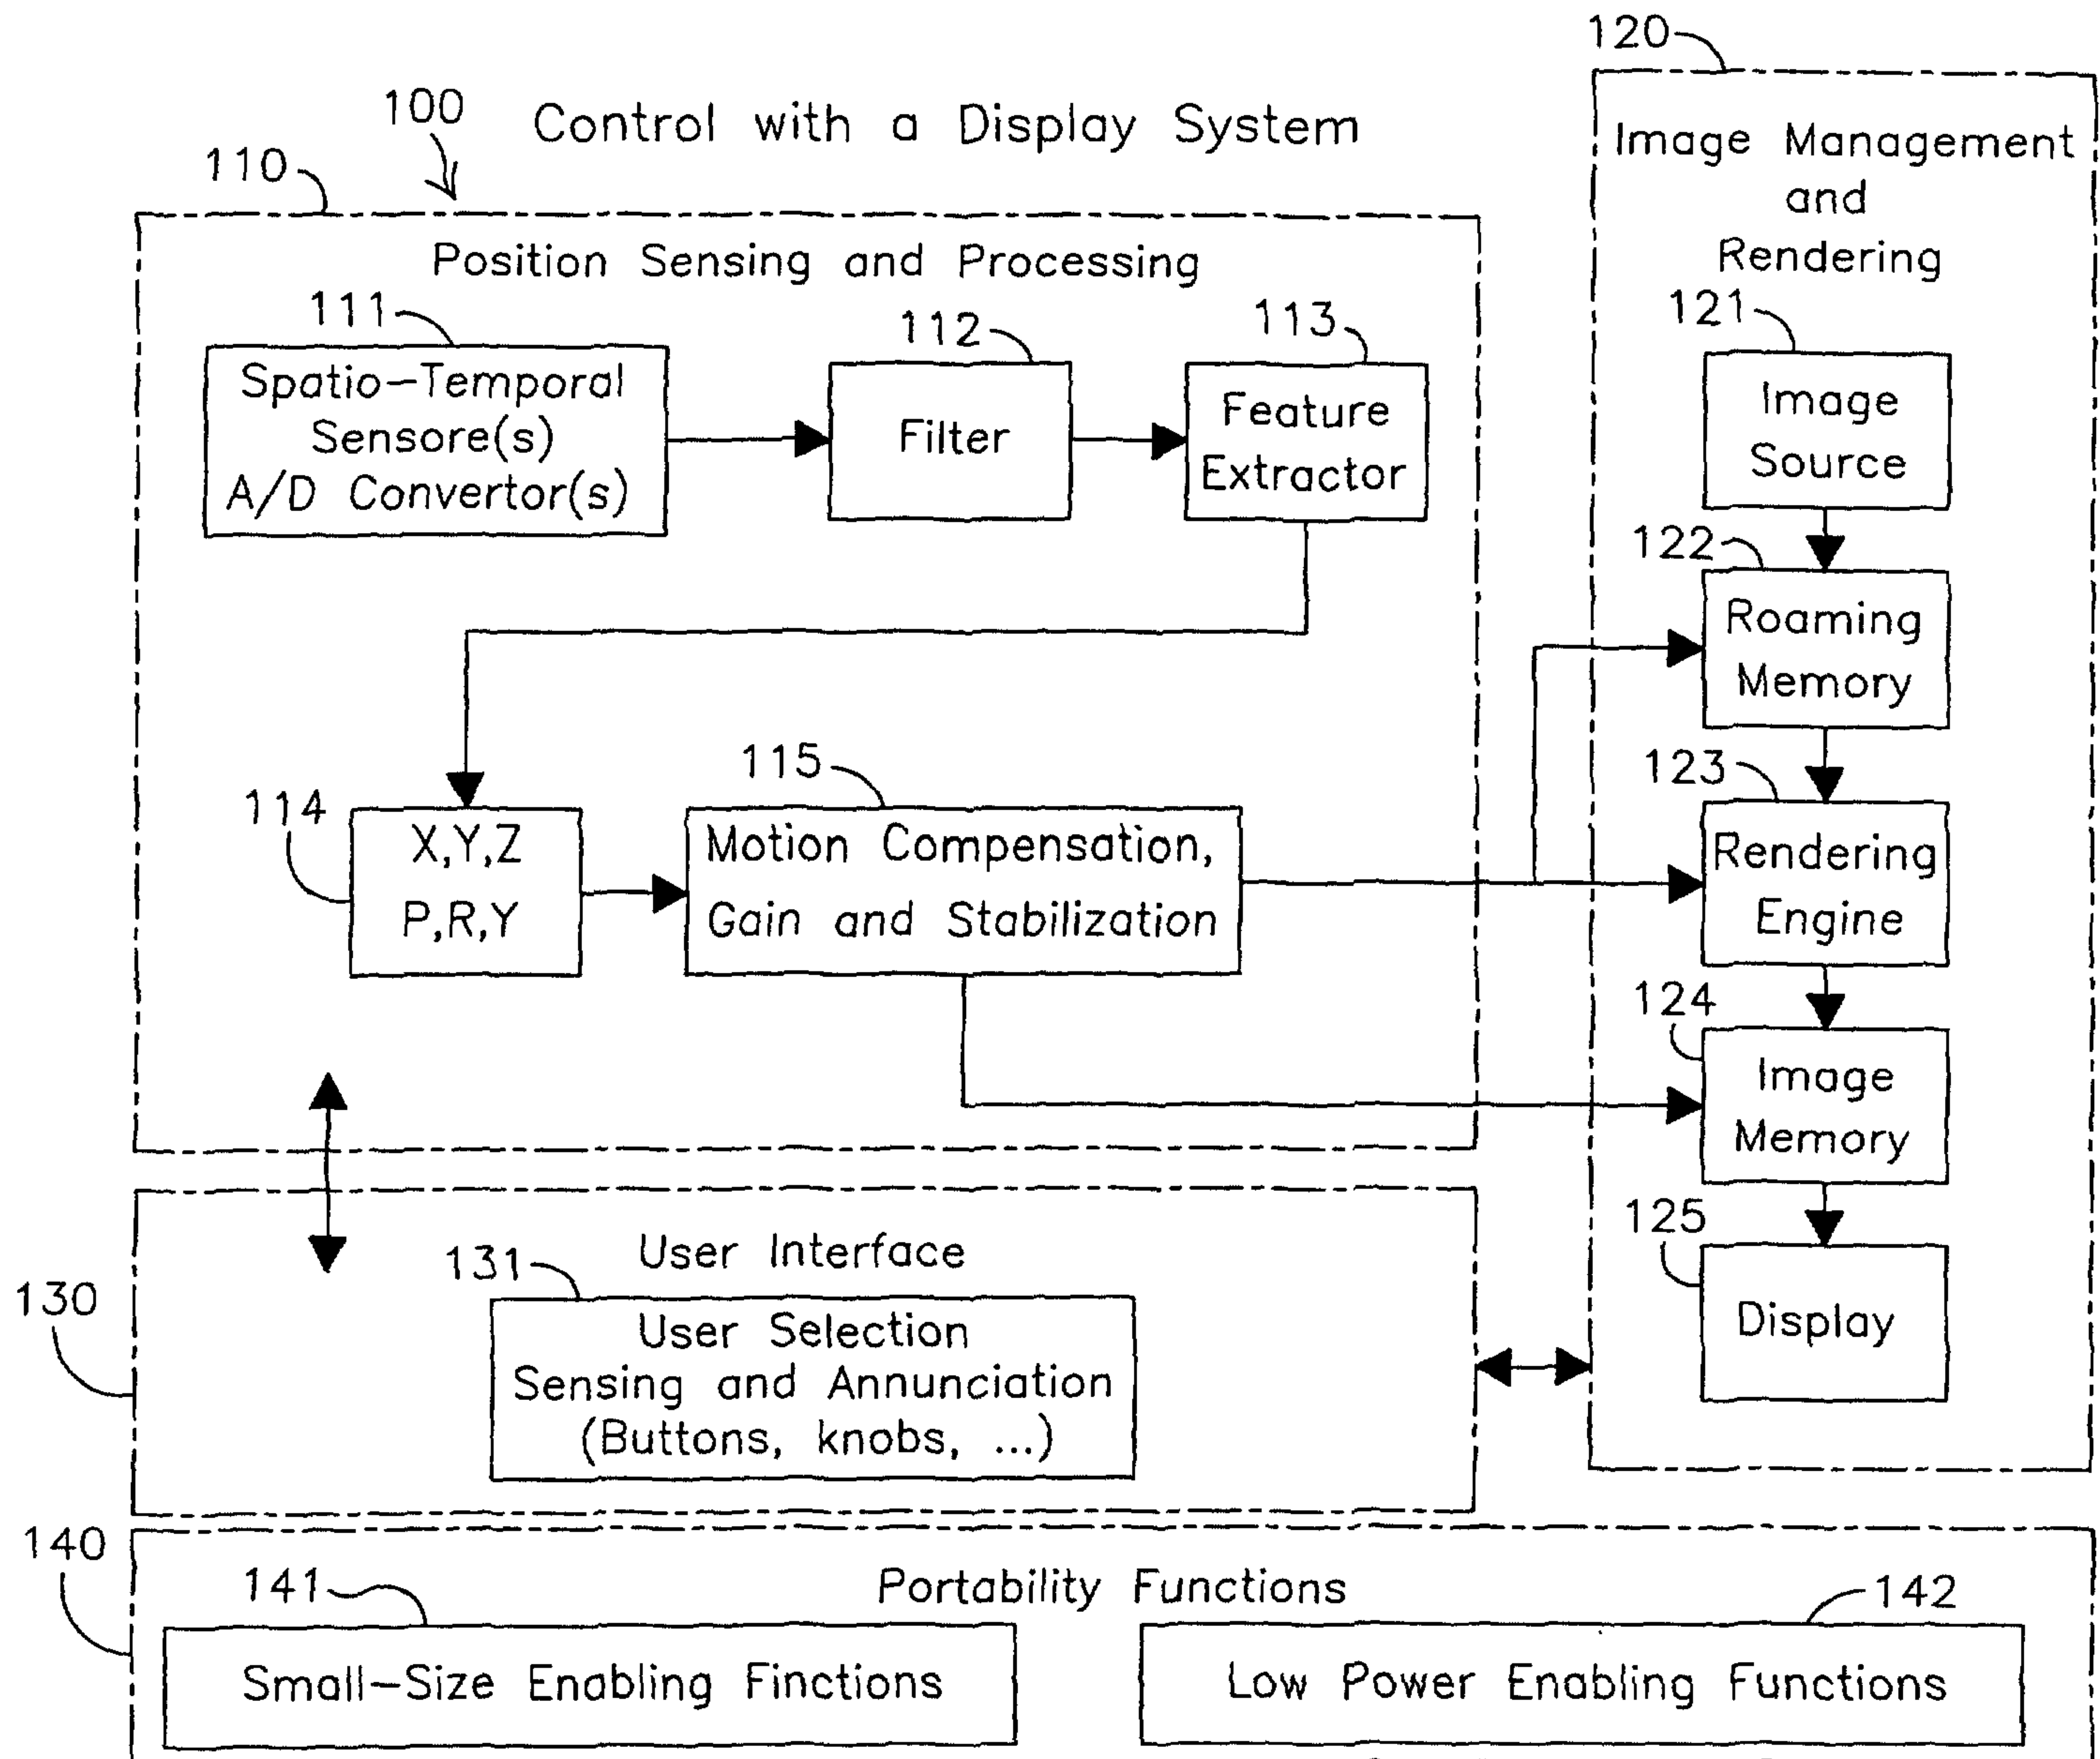 120
100
Control with a Display System
110
Image Management
and
Rendering
Position Sensing and Processing
111
112
113
121
Spatio-Temporal
Sensore(s)
A/D Convertor(s)
Filter
Feature
Extractor
Image
Source
122
Roaming
Memory
114
115
123
X,Y,Z
P,R,Y
Motion Compensation,
Gain and Stabilization
Rendering
Engine
124
Image
Memory
125
Display
130
User Interface
131
User Selection
Sensing and Annunciation
(Buttons, knobs, ...)
140
Portability Functions
141
142
Small-Size Enabling Finctions
Low Power Enabling Functions